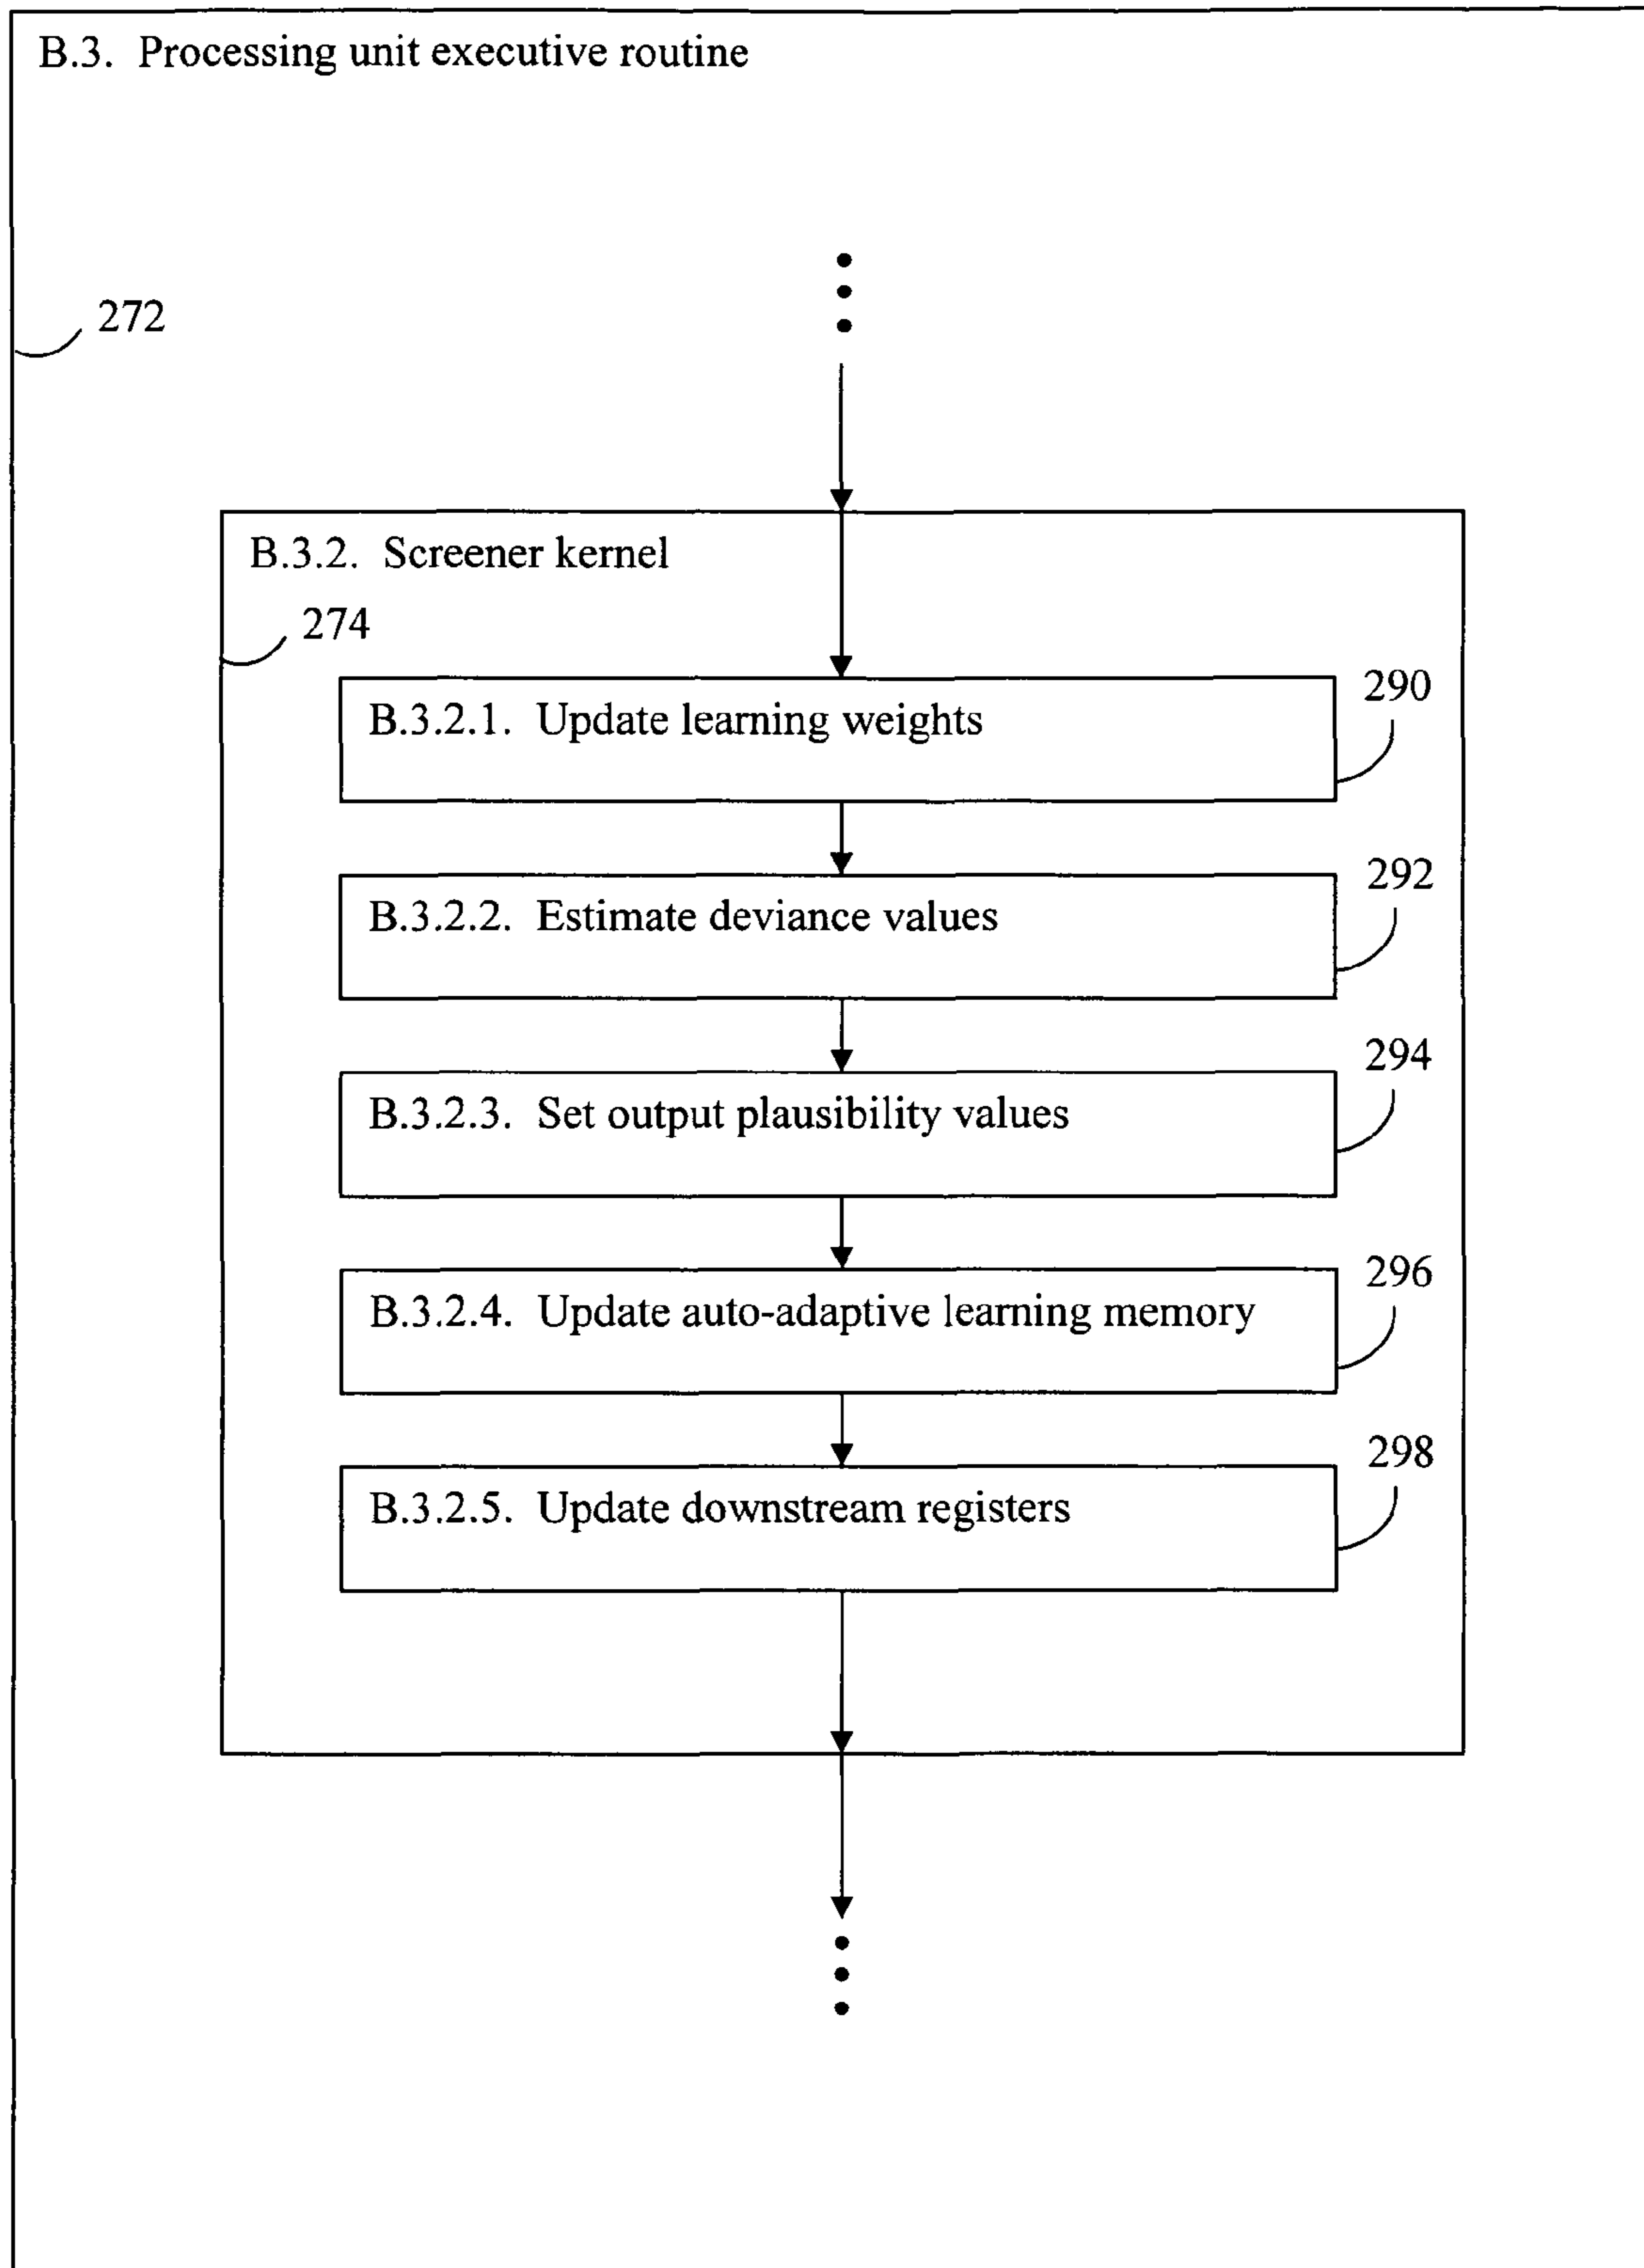 B.3. Processing unit executive routine
272
B.3.2. Screener kernel
274
290
B.3.2.1. Update learning weights
292
B.3.2.2. Estimate deviance values
294
B.3.2.3. Set output plausibility values
296
B.3.2.4. Update auto-adaptive learning memory
298
B.3.2.5. Update downstream registers